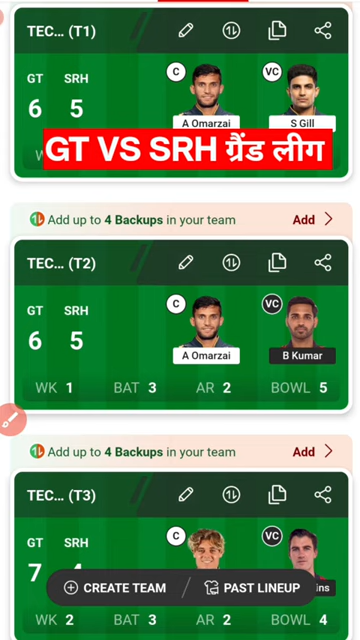 TEC... (T1)
GT SRH
6 5
C
VC
A Omarzai
S Gill
GT VS SRH ग्रैंड लीग
Add up to 4 Backups in your team
Add
TEC... (T2)
GT SRH
6 5
C
VC
A Omarzai
B Kumar
WK 1 BAT 3 AR 2 BOWL 5
Add up to 4 Backups in your team
Add
TEC... (T3)
GT SRH
7
C
VC
CREATE TEAM
PAST LINEUP
WK 2 BAT 3 AR 2 BOWL 4